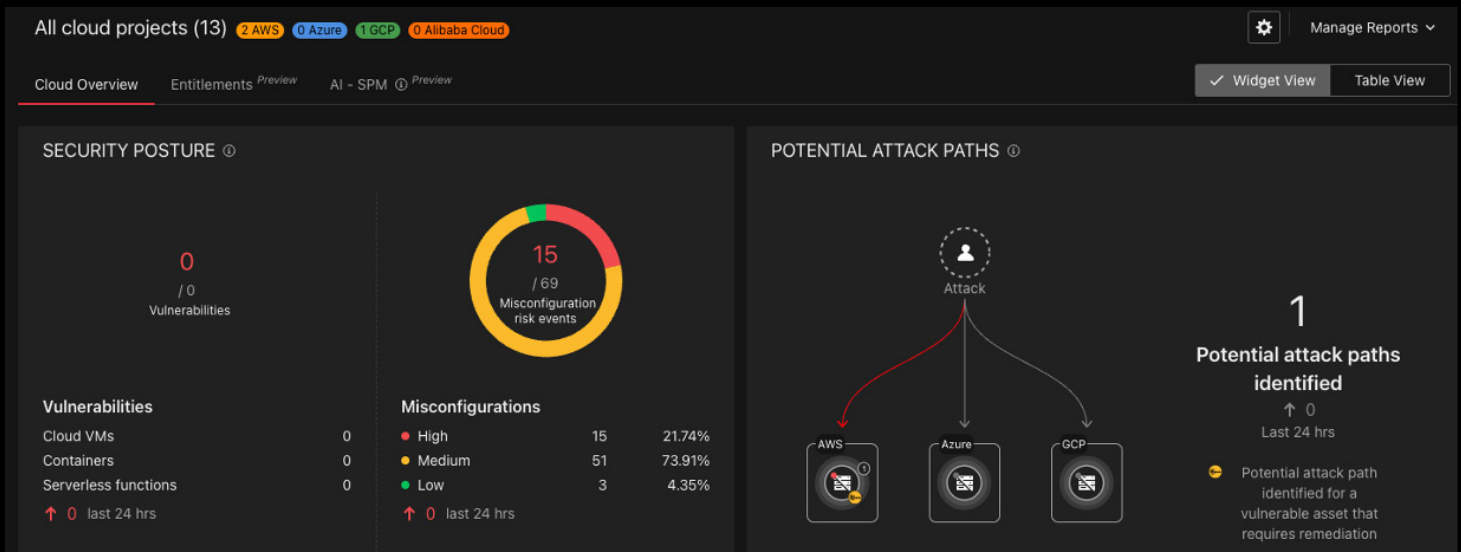 All cloud projects (13) 2 AWS 0 Azure 1 GCP 0 Alibaba Cloud
Manage Reports
Cloud Overview
Entitlements Preview
AI - SPM Preview
Widget View
Table View
SECURITY POSTURE
0
/ 0
Vulnerabilities
15
/ 69
Misconfiguration
risk events
Vulnerabilities
Cloud VMs 0
Containers 0
Serverless functions 0
↑ 0 last 24 hrs
Misconfigurations
High 15 21.74%
Medium 51 73.91%
Low 3 4.35%
↑ 0 last 24 hrs
POTENTIAL ATTACK PATHS
Attack
AWS
1
Azure
GCP
1
Potential attack paths
identified
↑ 0
Last 24 hrs
Potential attack path
identified for a
vulnerable asset that
requires remediation